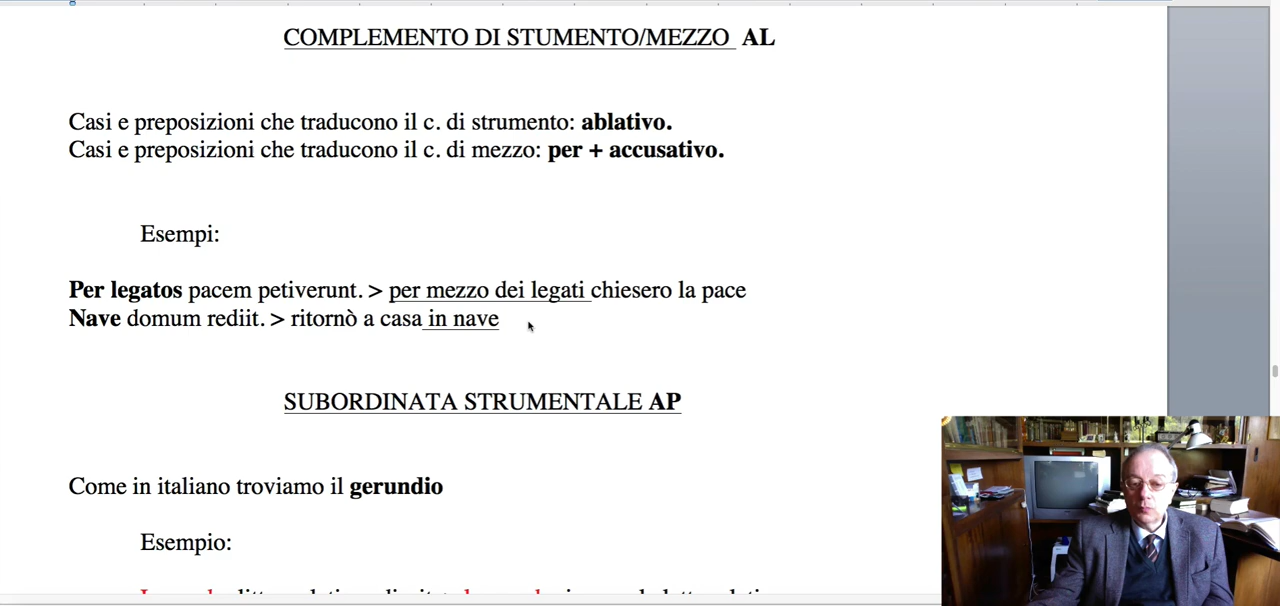 COMPLEMENTO DI STUMENTO/MEZZO AL
Casi e preposizioni che traducono il c. di strumento: ablativo.
Casi e preposizioni che traducono il c. di mezzo: per + accusativo.
Esempi:
Per legatos pacem petiverunt. > per mezzo dei legati chiesero la pace
Nave domum rediit. > ritornò a casa in nave
SUBORDINATA STRUMENTALE AP
Come in italiano troviamo il gerundio
Esempio: